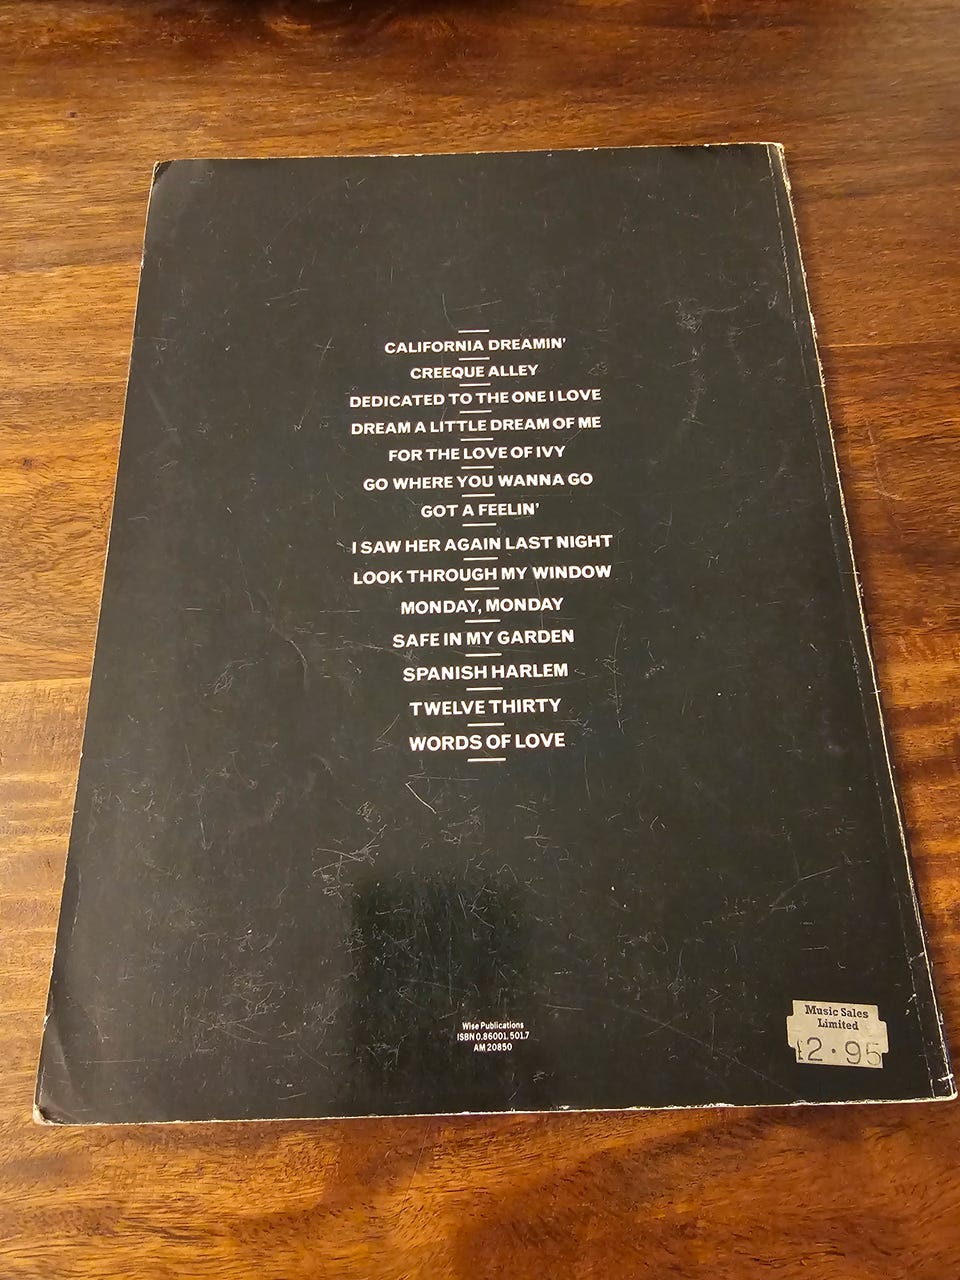 CALIFORNIA DREAMIN'
CREEQUE ALLEY
DEDICATED TO THE ONE I LOVE
DREAM A LITTLE DREAM OF ME
FOR THE LOVE OF IVY
GO WHERE YOU WANNA GO
GOT A FEELIN'
I SAW HER AGAIN LAST NIGHT
LOOK THROUGH MY WINDOW
MONDAY, MONDAY
SAFE IN MY GARDEN
SPANISH HARLEM
TWELVE THIRTY
WORDS OF LOVE
Wise Publications
ISBN 0.86001.501.7
AM 20850
Music Sales
Limited
£2·95